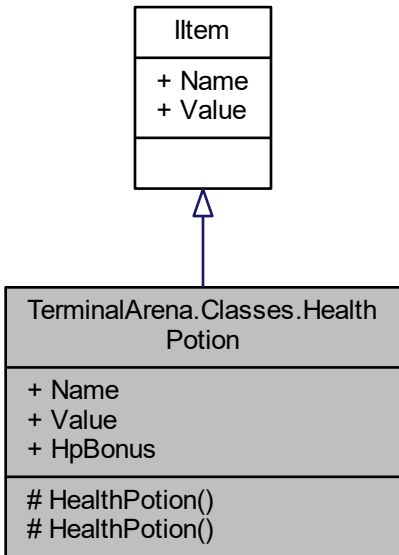 IItem
+ Name
+ Value
TerminalArena.Classes.Health
Potion
+ Name
+ Value
+ HpBonus
# HealthPotion()
# HealthPotion()